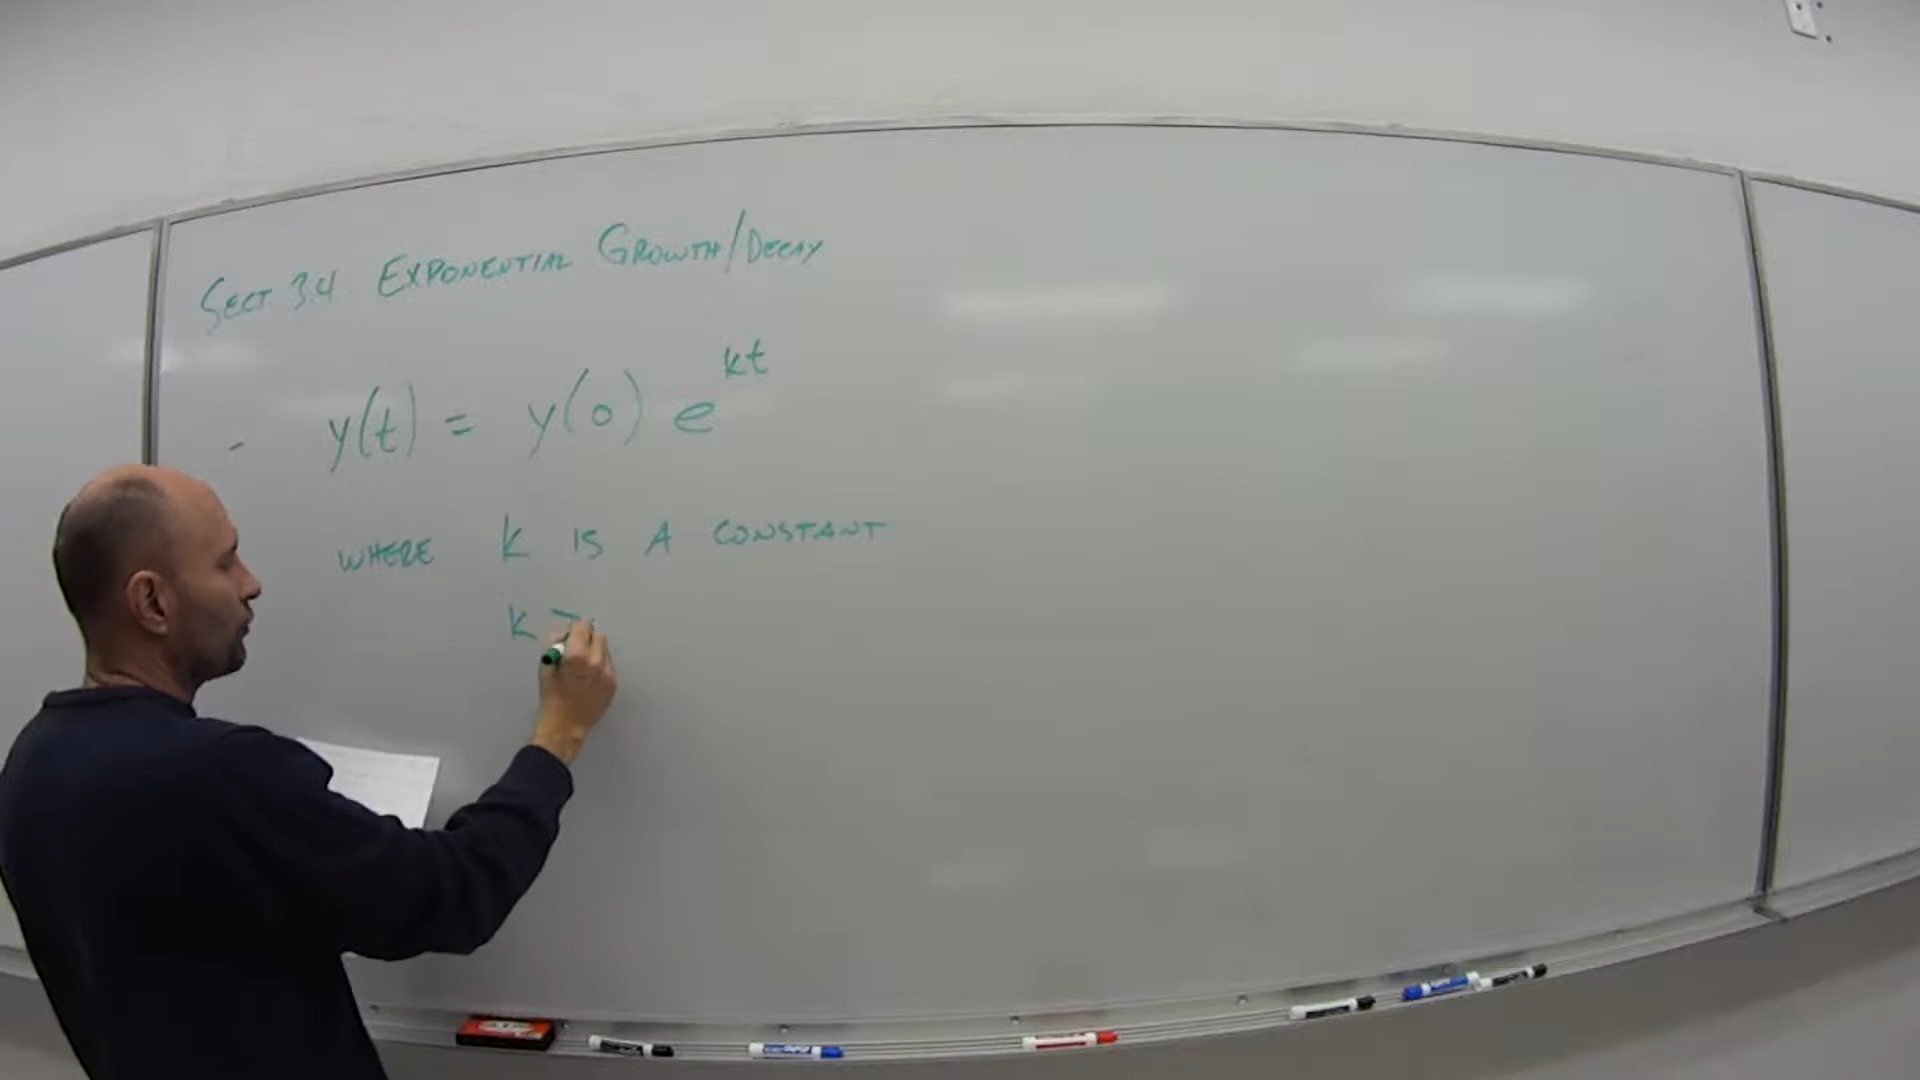 SECT 3.4 EXPONENTIAL GROWTH/DECAY
y(t) = y(0) e^kt
WHERE K IS A CONSTANT
K >